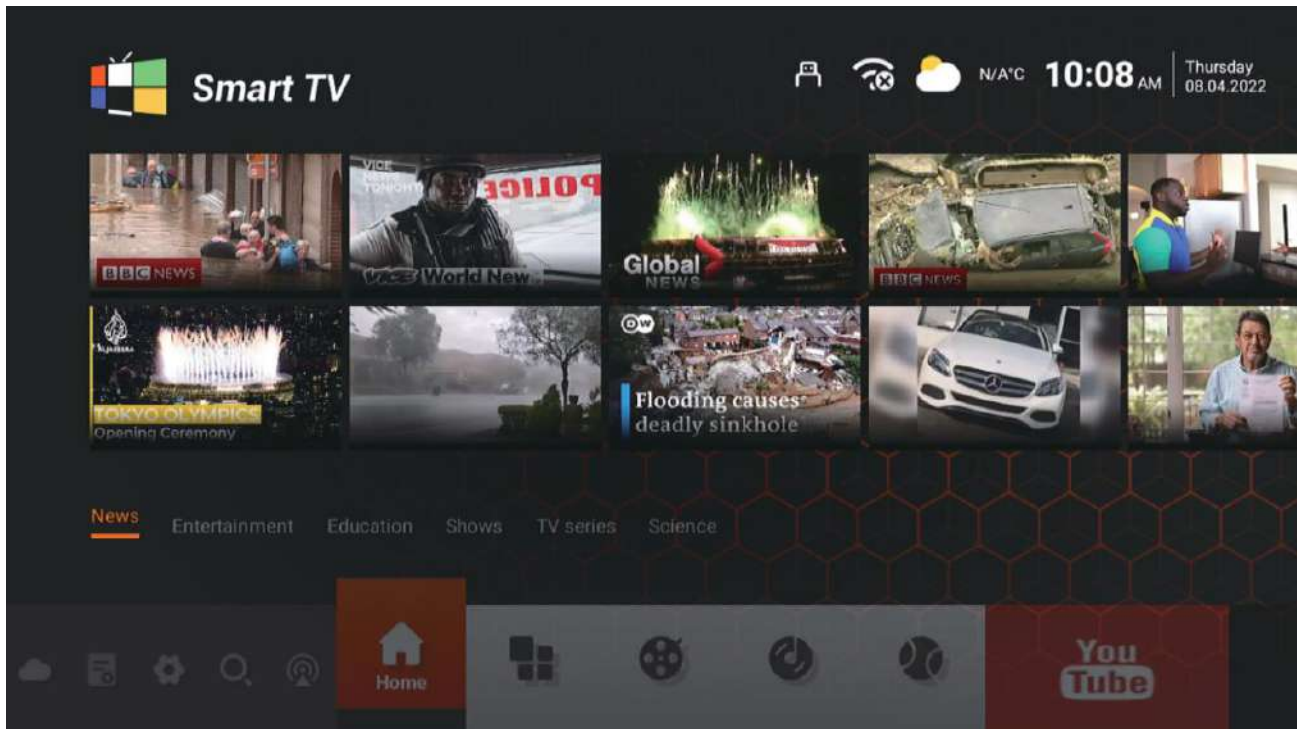 Smart TV
N/A°C
10:08 AM
Thursday
08.04.2022
BBC NEWS
VICE
NEWS
TONIGHT
POLICE
VICE World New
Global
NEWS
BBC NEWS
TOKYO OLYMPICS
Opening Ceremony
DW
Flooding causes
deadly sinkhole
News
Entertainment
Education
Shows
TV series
Science
Home
You
Tube